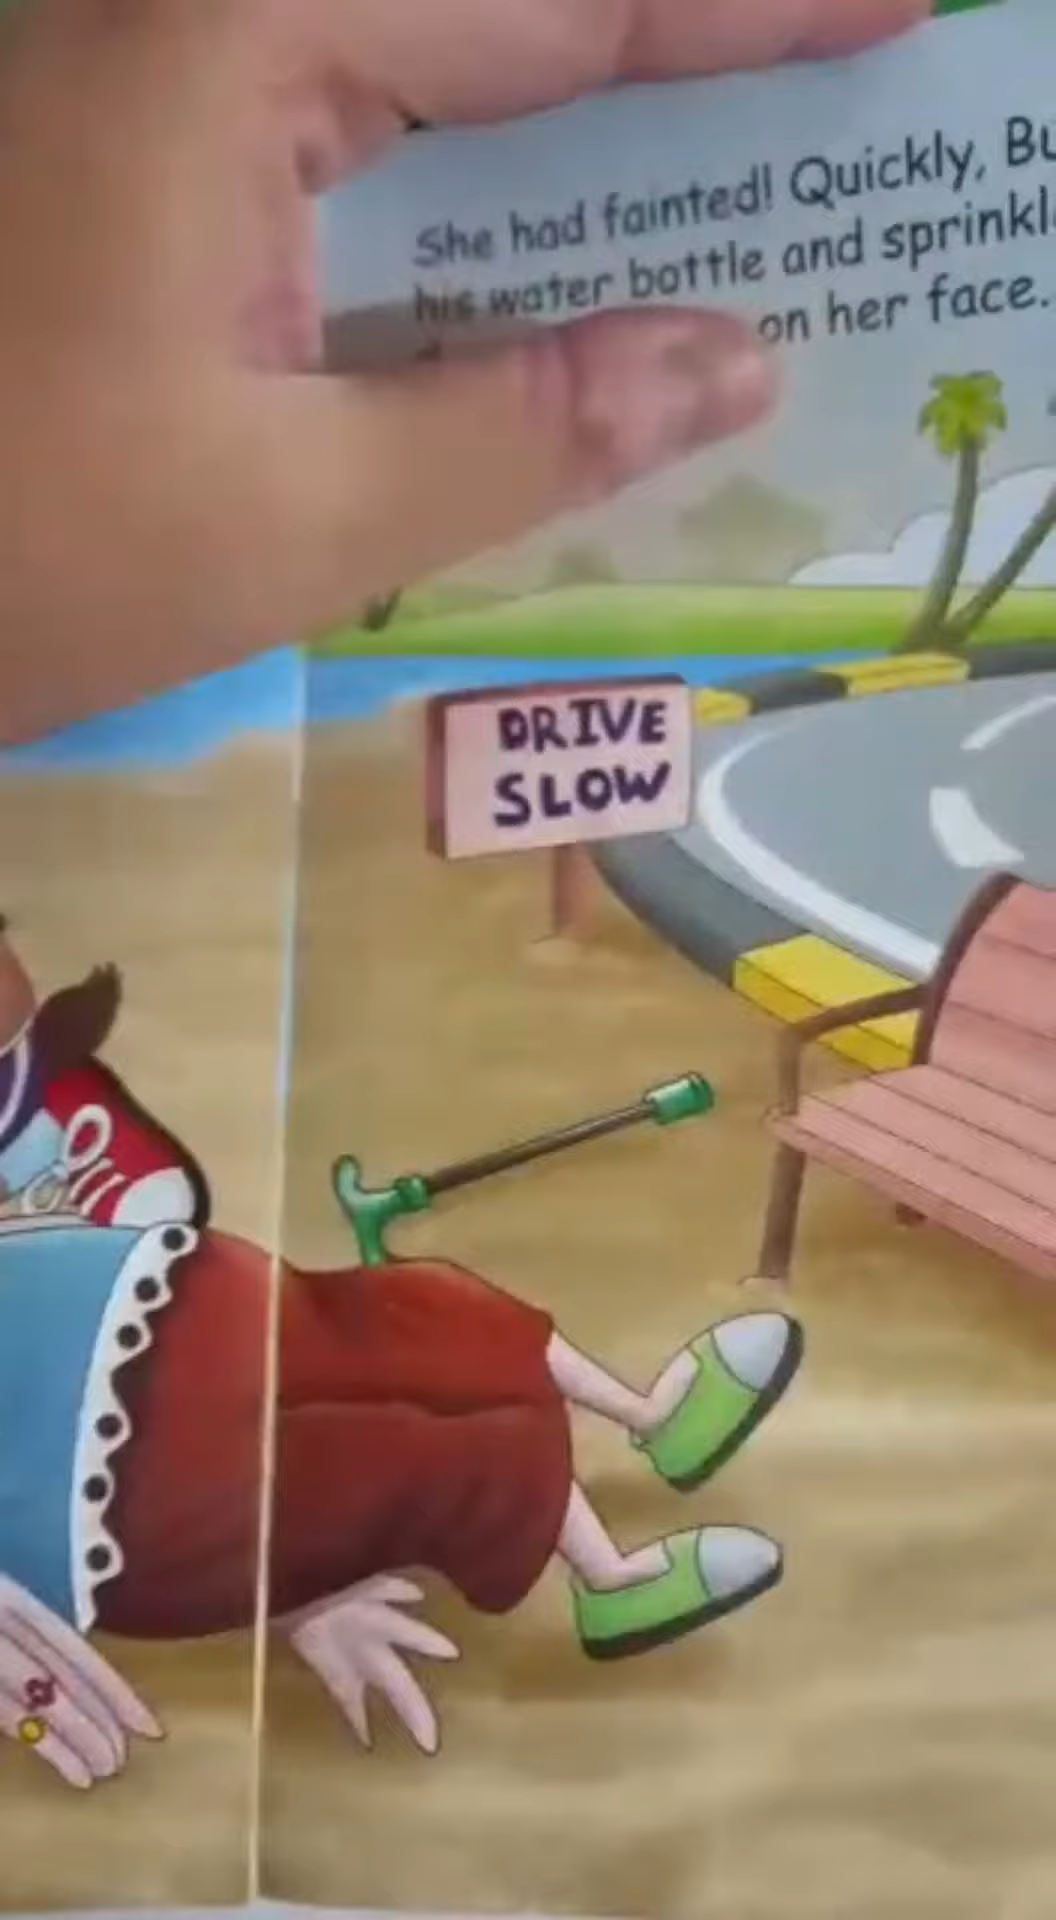 She had fainted! Quickly, Bu
his water bottle and sprinkl
on her face.
DRIVE
SLOW